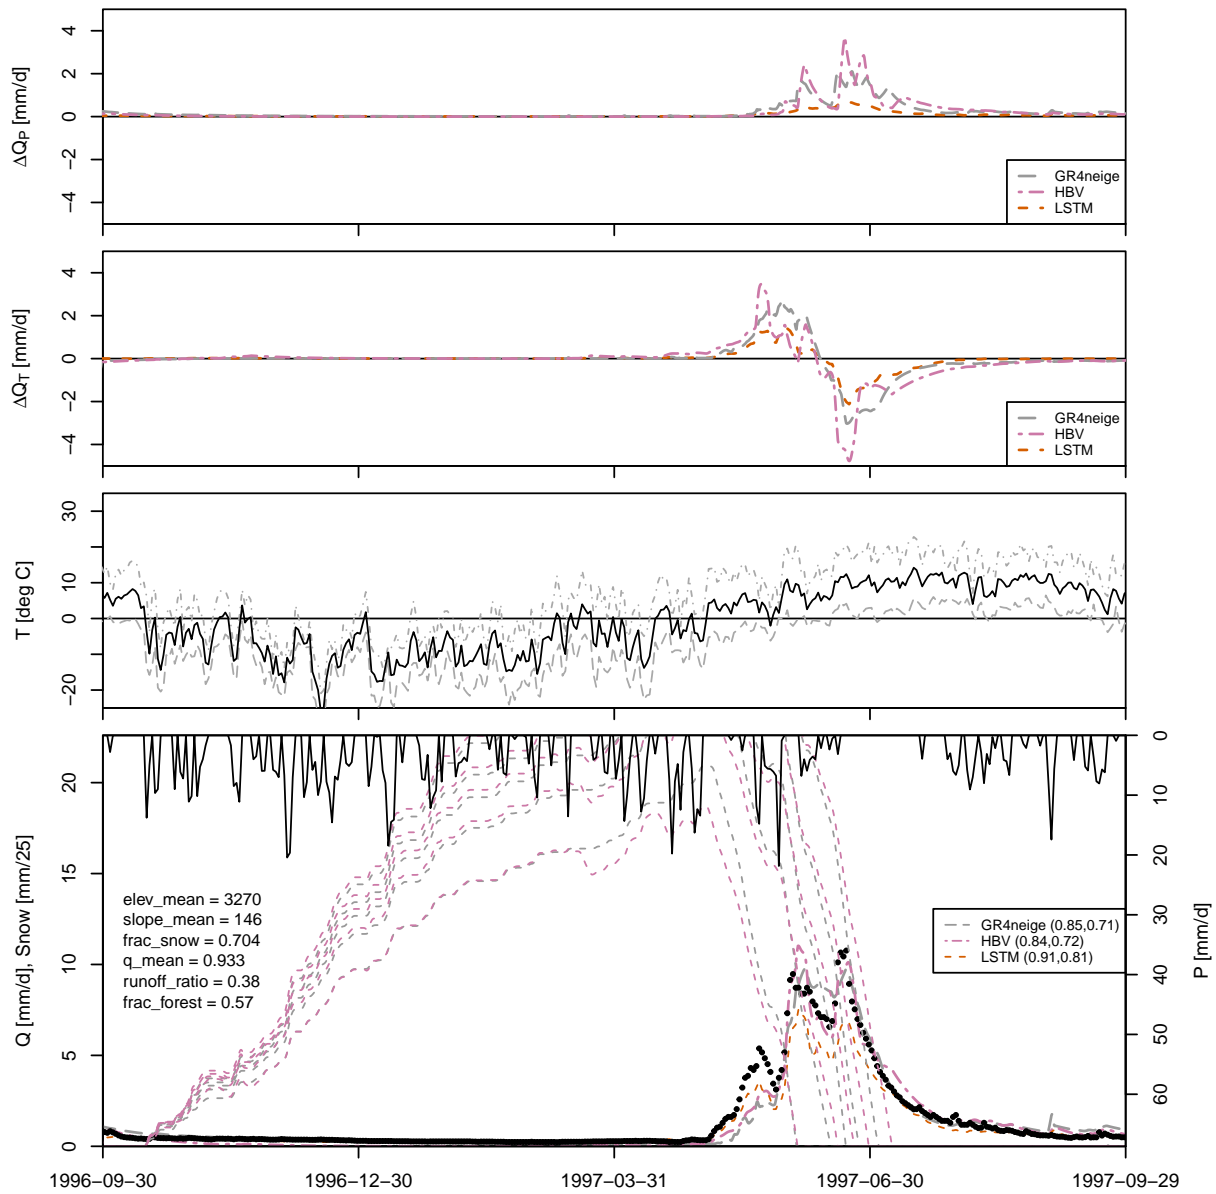 4
2
0
−2
−4
ΔQP [mm/d]
GR4neige
HBV
LSTM
4
2
0
−2
−4
ΔQT [mm/d]
GR4neige
HBV
LSTM
30
10
0
−20
T [deg C]
20
15
10
5
0
Q [mm/d], Snow [mm/25]
0
10
20
30
40
50
60
P [mm/d]
elev_mean = 3270
slope_mean = 146
frac_snow = 0.704
q_mean = 0.933
runoff_ratio = 0.38
frac_forest = 0.57
GR4neige (0.85,0.71)
HBV (0.84,0.72)
LSTM (0.91,0.81)
1996−09−30 1996−12−30 1997−03−31 1997−06−30 1997−09−29